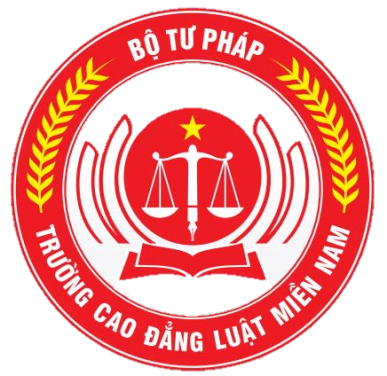 BỘ TƯ PHÁP
TRƯỜNG CAO ĐẲNG LUẬT MIỀN NAM